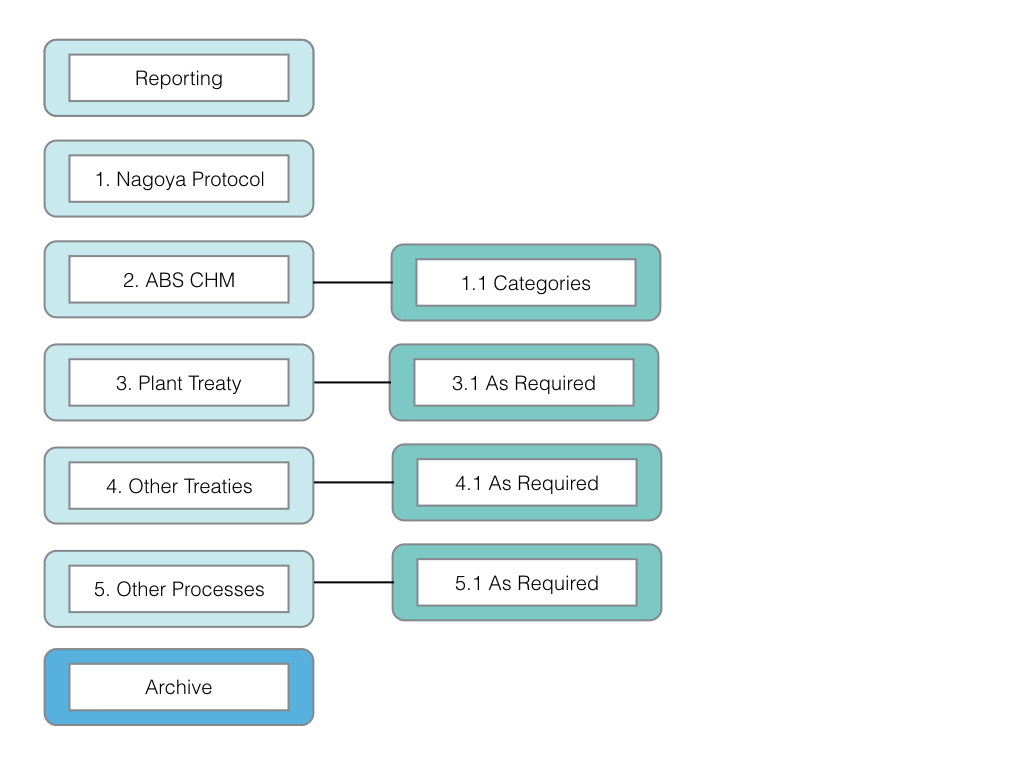 Reporting
1. Nagoya Protocol
2. ABS CHM
1.1 Categories
3. Plant Treaty
3.1 As Required
4. Other Treaties
4.1 As Required
5. Other Processes
5.1 As Required
Archive